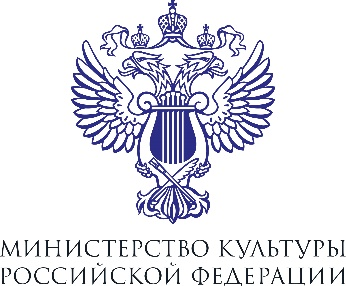 МИНИСТЕРСТВО КУЛЬТУРЫ
РОССИЙСКОЙ ФЕДЕРАЦИИ